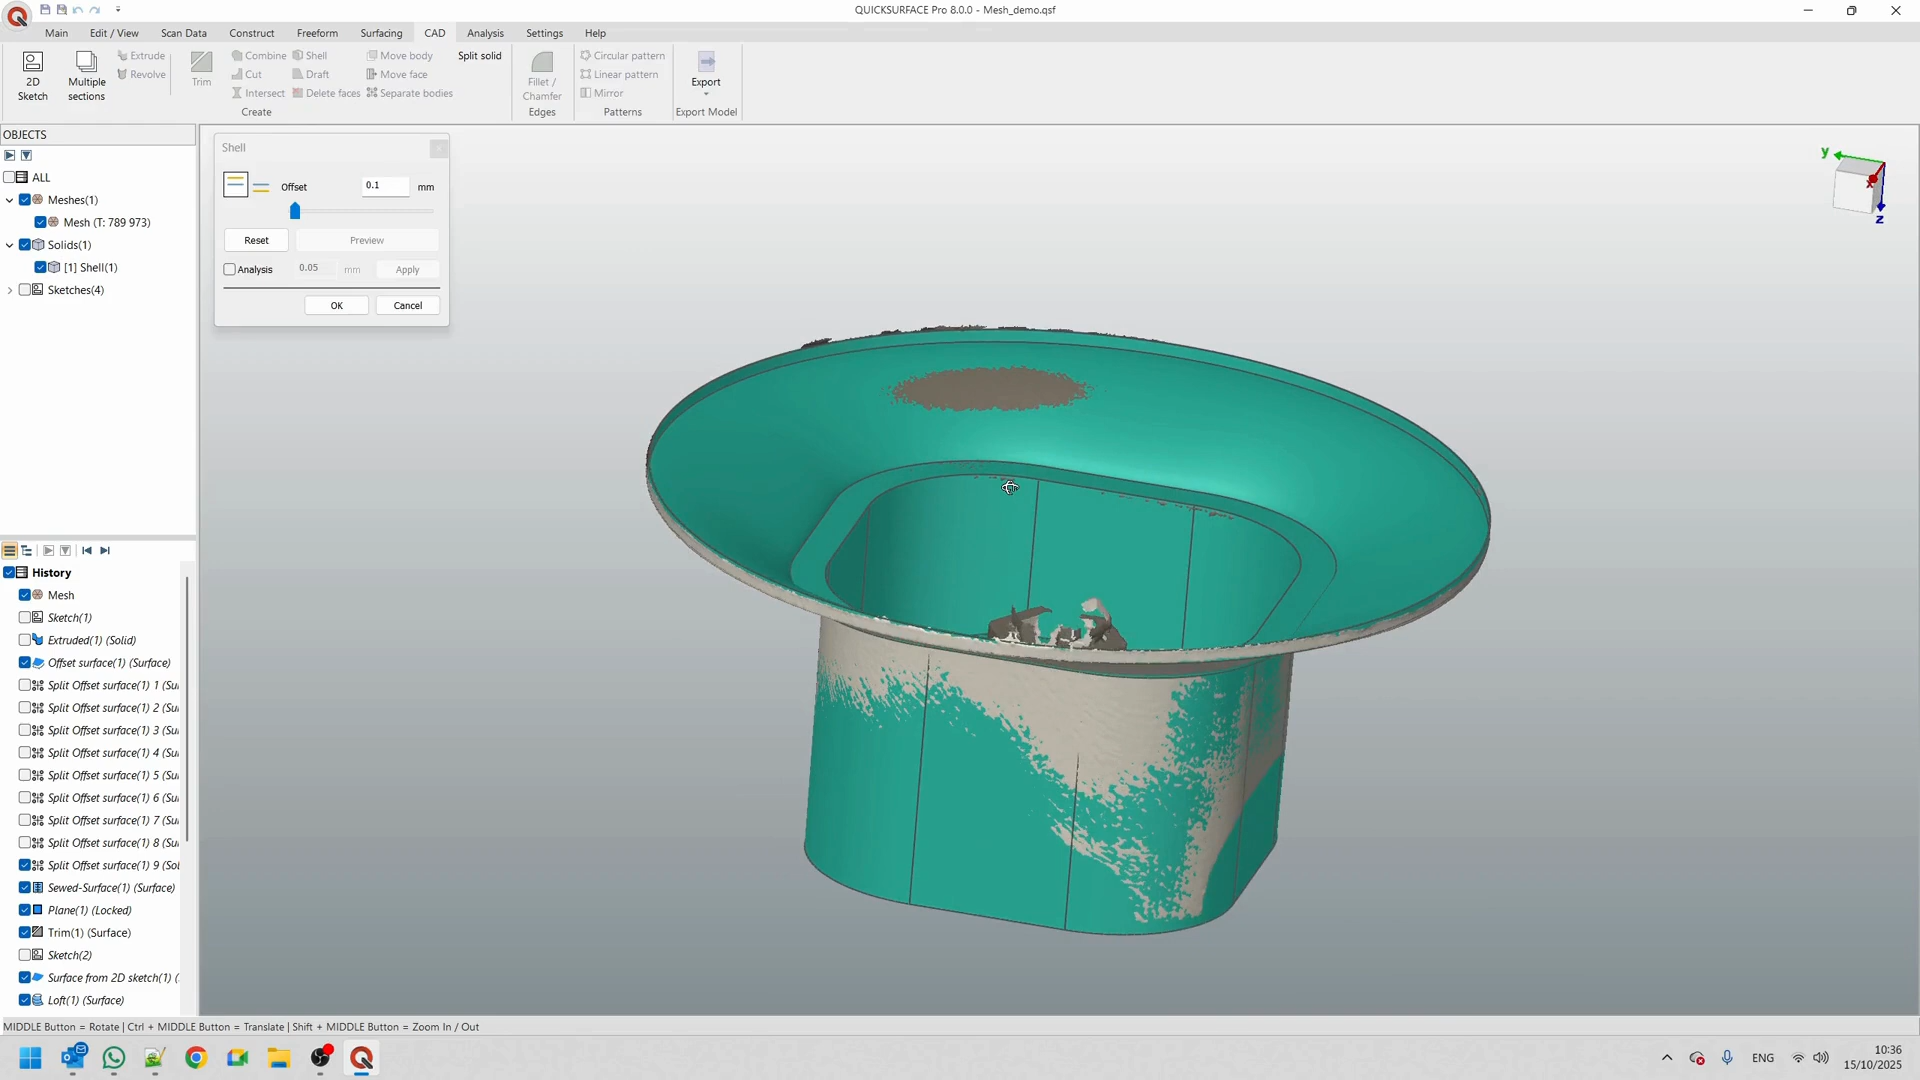 QUICKSURFACE Pro 8.0.0 - Mesh_demo.qsf
Main Edit / View Scan Data Construct Freeform Surfacing CAD Analysis Settings Help
2D Sketch
Multiple sections
Extrude
Revolve
Trim
Combine
Cut
Intersect
Shell
Draft
Delete faces
Move body
Move face
Separate bodies
Split solid
Create
Fillet / Chamfer
Edges
Circular pattern
Linear pattern
Mirror
Patterns
Export
Export Model
OBJECTS
ALL
Meshes(1)
Mesh (T: 789 973)
Solids(1)
[1] Shell(1)
Sketches(4)
Shell
Offset 0.1 mm
Reset Preview
Analysis 0.05 mm Apply
OK Cancel
y
x
z
History
Mesh
Sketch(1)
Extruded(1) (Solid)
Offset surface(1) (Surface)
Split Offset surface(1) 1 (Su
Split Offset surface(1) 2 (Su
Split Offset surface(1) 3 (Su
Split Offset surface(1) 4 (Su
Split Offset surface(1) 5 (Su
Split Offset surface(1) 6 (Su
Split Offset surface(1) 7 (Su
Split Offset surface(1) 8 (Su
Split Offset surface(1) 9 (Sol
Sewed-Surface(1) (Surface)
Plane(1) (Locked)
Trim(1) (Surface)
Sketch(2)
Surface from 2D sketch(1) (
Loft(1) (Surface)
MIDDLE Button = Rotate | Ctrl + MIDDLE Button = Translate | Shift + MIDDLE Button = Zoom In / Out
ENG
10:36
15/10/2025